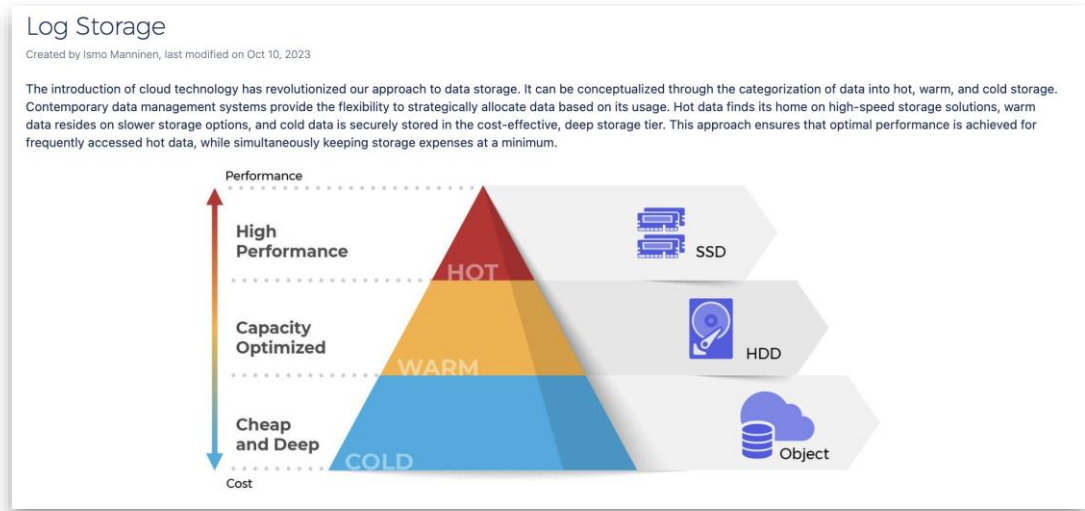 Log Storage
Created by Ismo Manninen, last modified on Oct 10, 2023
The introduction of cloud technology has revolutionized our approach to data storage. It can be conceptualized through the categorization of data into hot, warm, and cold storage.
Contemporary data management systems provide the flexibility to strategically allocate data based on its usage. Hot data finds its home on high-speed storage solutions, warm
data resides on slower storage options, and cold data is securely stored in the cost-effective, deep storage tier. This approach ensures that optimal performance is achieved for
frequently accessed hot data, while simultaneously keeping storage expenses at a minimum.
Performance
High
Performance
HOT
SSD
Capacity
Optimized
WARM
HDD
Cheap
and Deep
COLD
Object
Cost